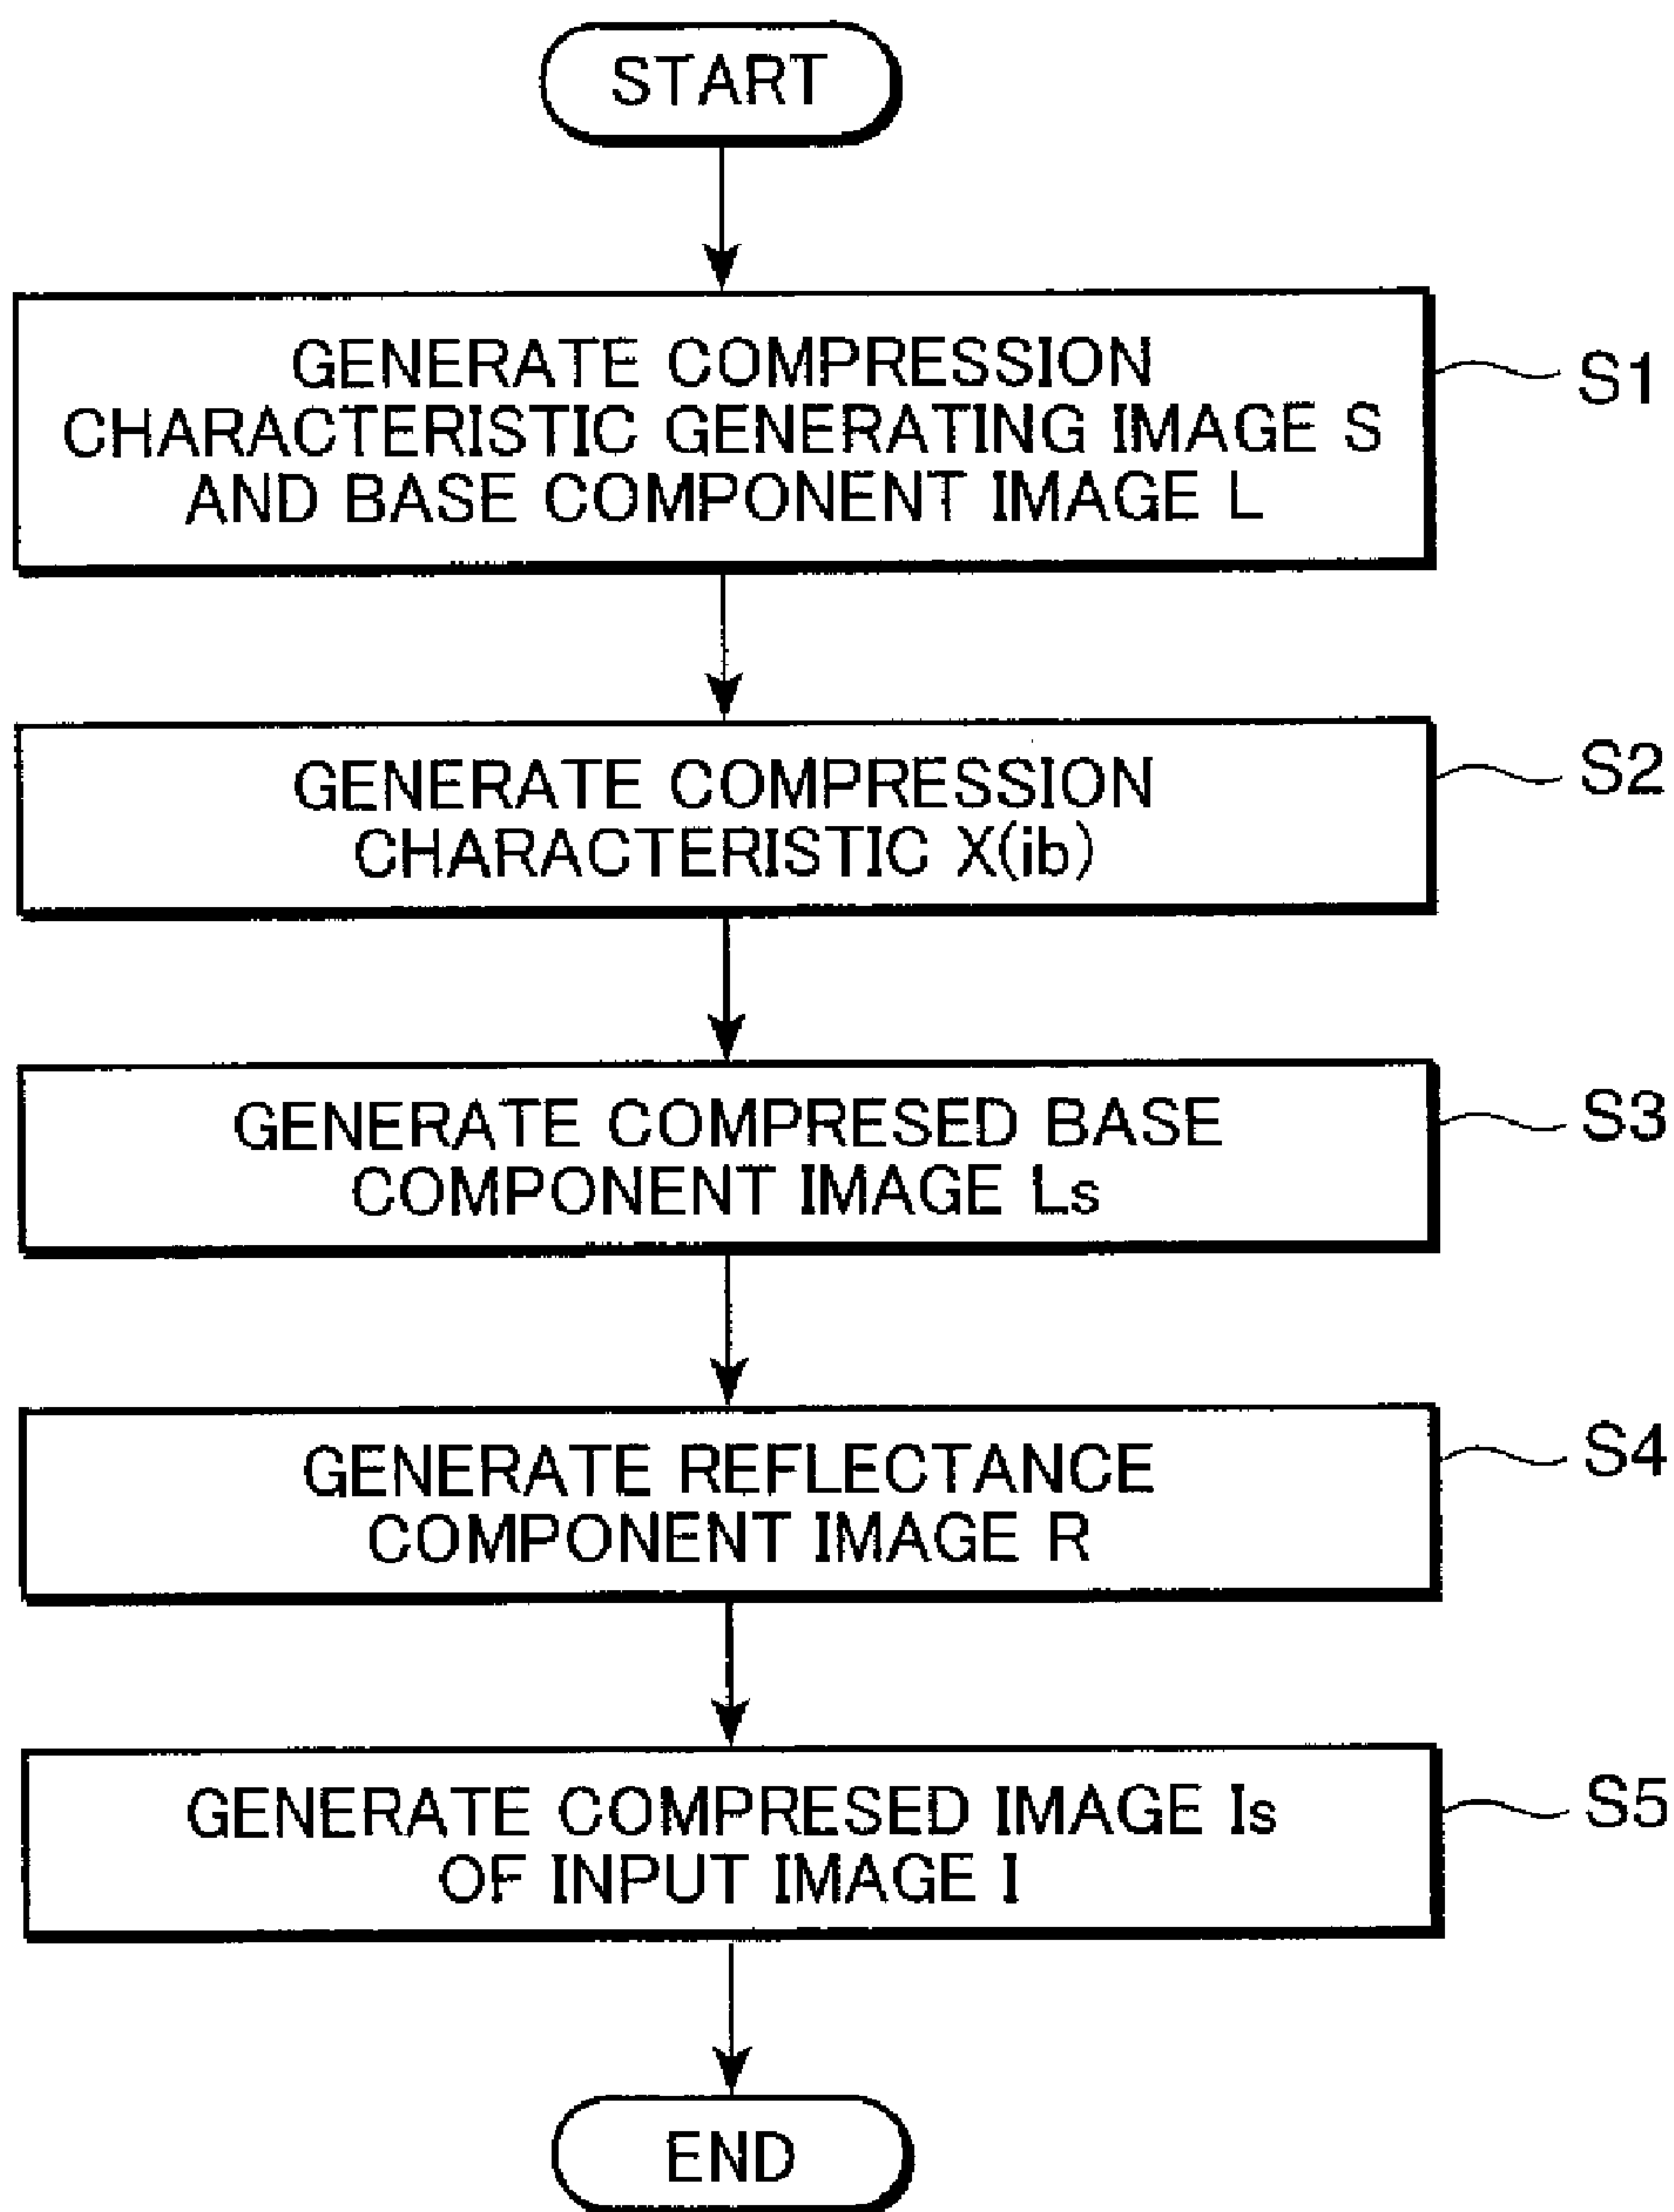 START
GENERATE COMPRESSION
CHARACTERISTIC GENERATING IMAGE S
AND BASE COMPONENT IMAGE L
S1
GENERATE COMPRESSION
CHARACTERISTIC X(ib)
S2
GENERATE COMPRESED BASE
COMPONENT IMAGE Ls
S3
GENERATE REFLECTANCE
COMPONENT IMAGE R
S4
GENERATE COMPRESED IMAGE Is
OF INPUT IMAGE I
S5
END